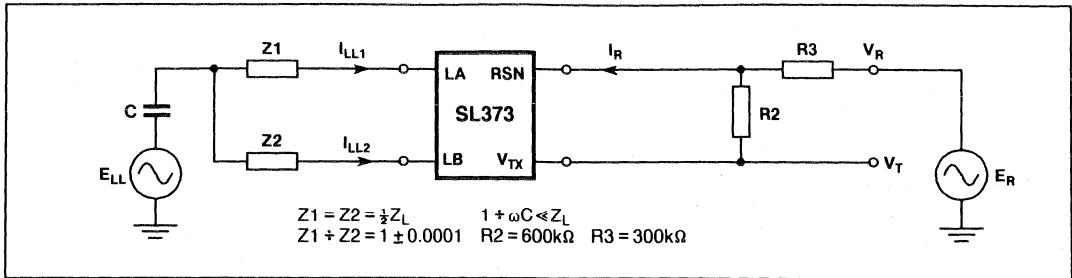 Z1 I_LL1 I_R R3 V_R
LA RSN
C SL373 R2
Z2 I_LL2
LB V_TX V_T
E_LL E_R
Z1 = Z2 = ½Z_L 1 ÷ ωC ≪ Z_L
Z1 ÷ Z2 = 1 ± 0.0001 R2 = 600kΩ R3 = 300kΩ